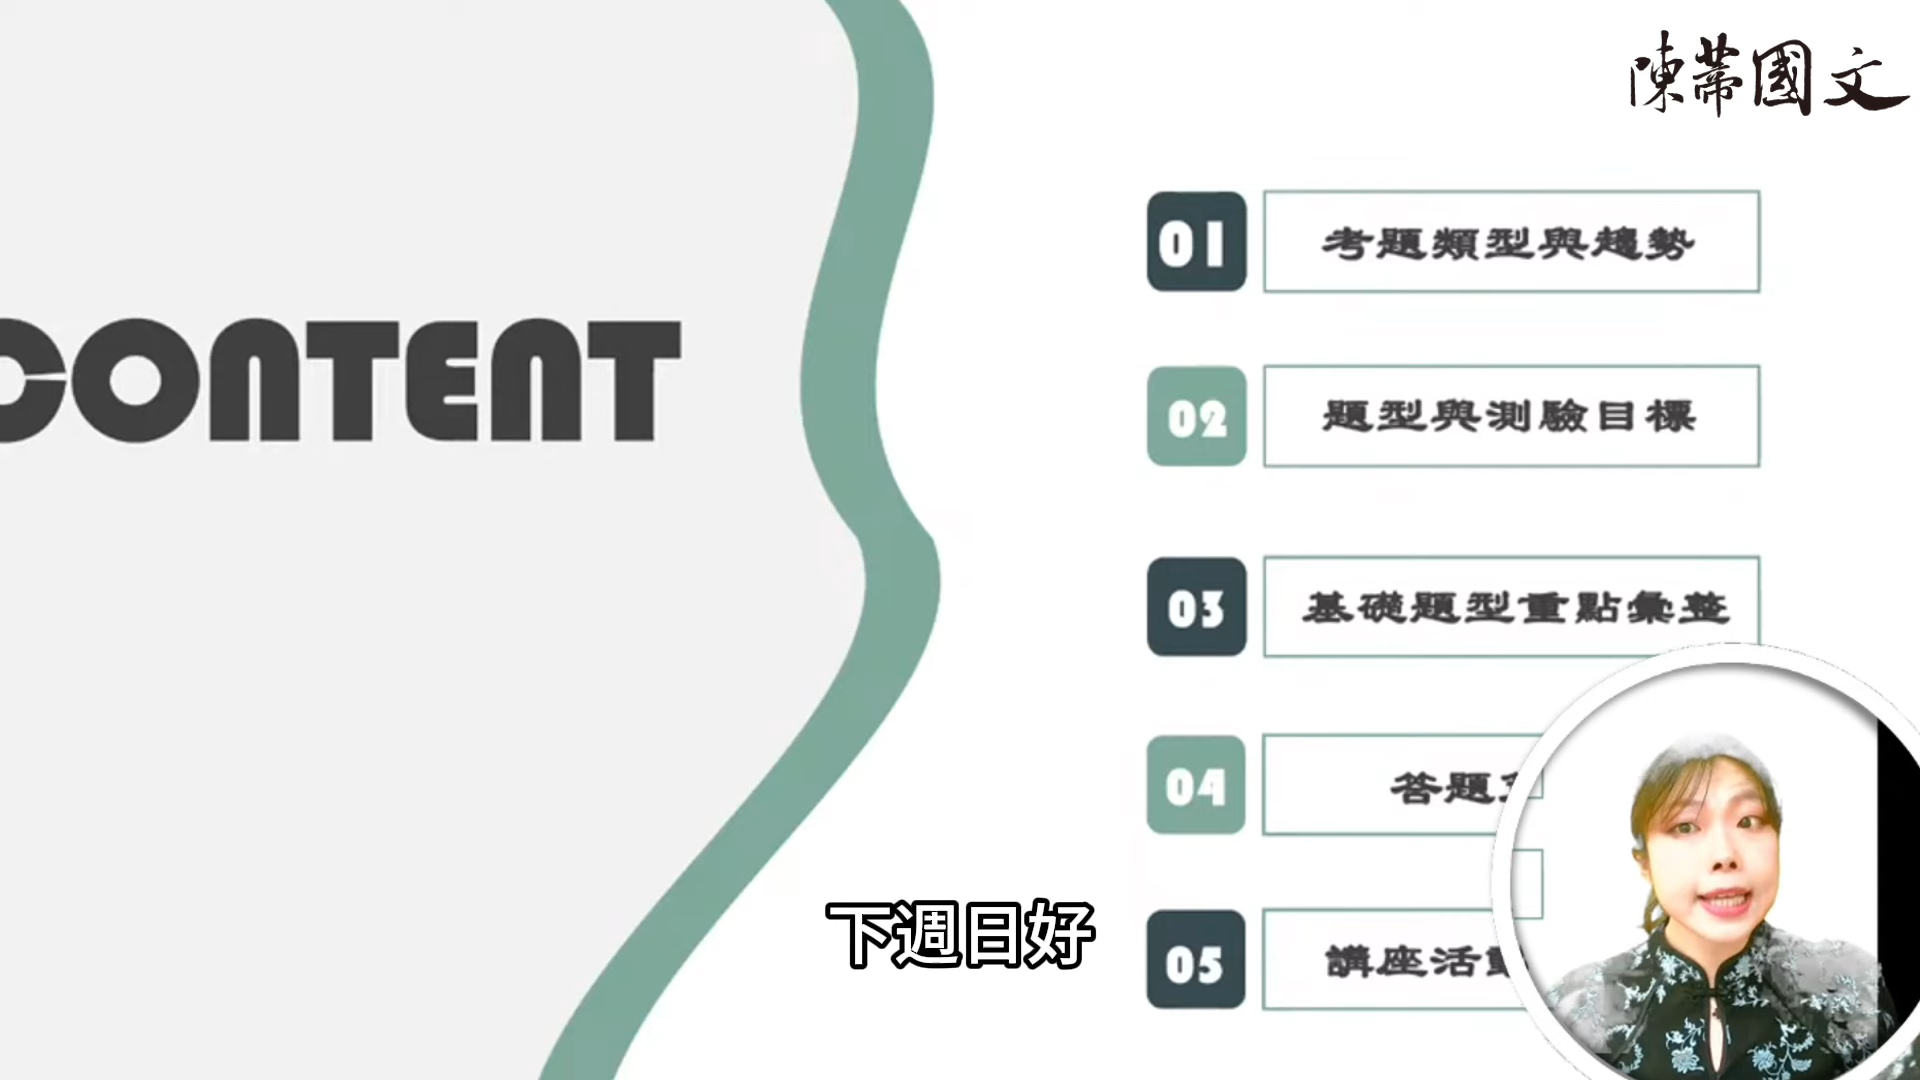 陳蒂國文
CONTENT
01 考題類型與趨勢
02 題型與測驗目標
03 基礎題型重點彙整
04 答題
05 講座活
下週日好